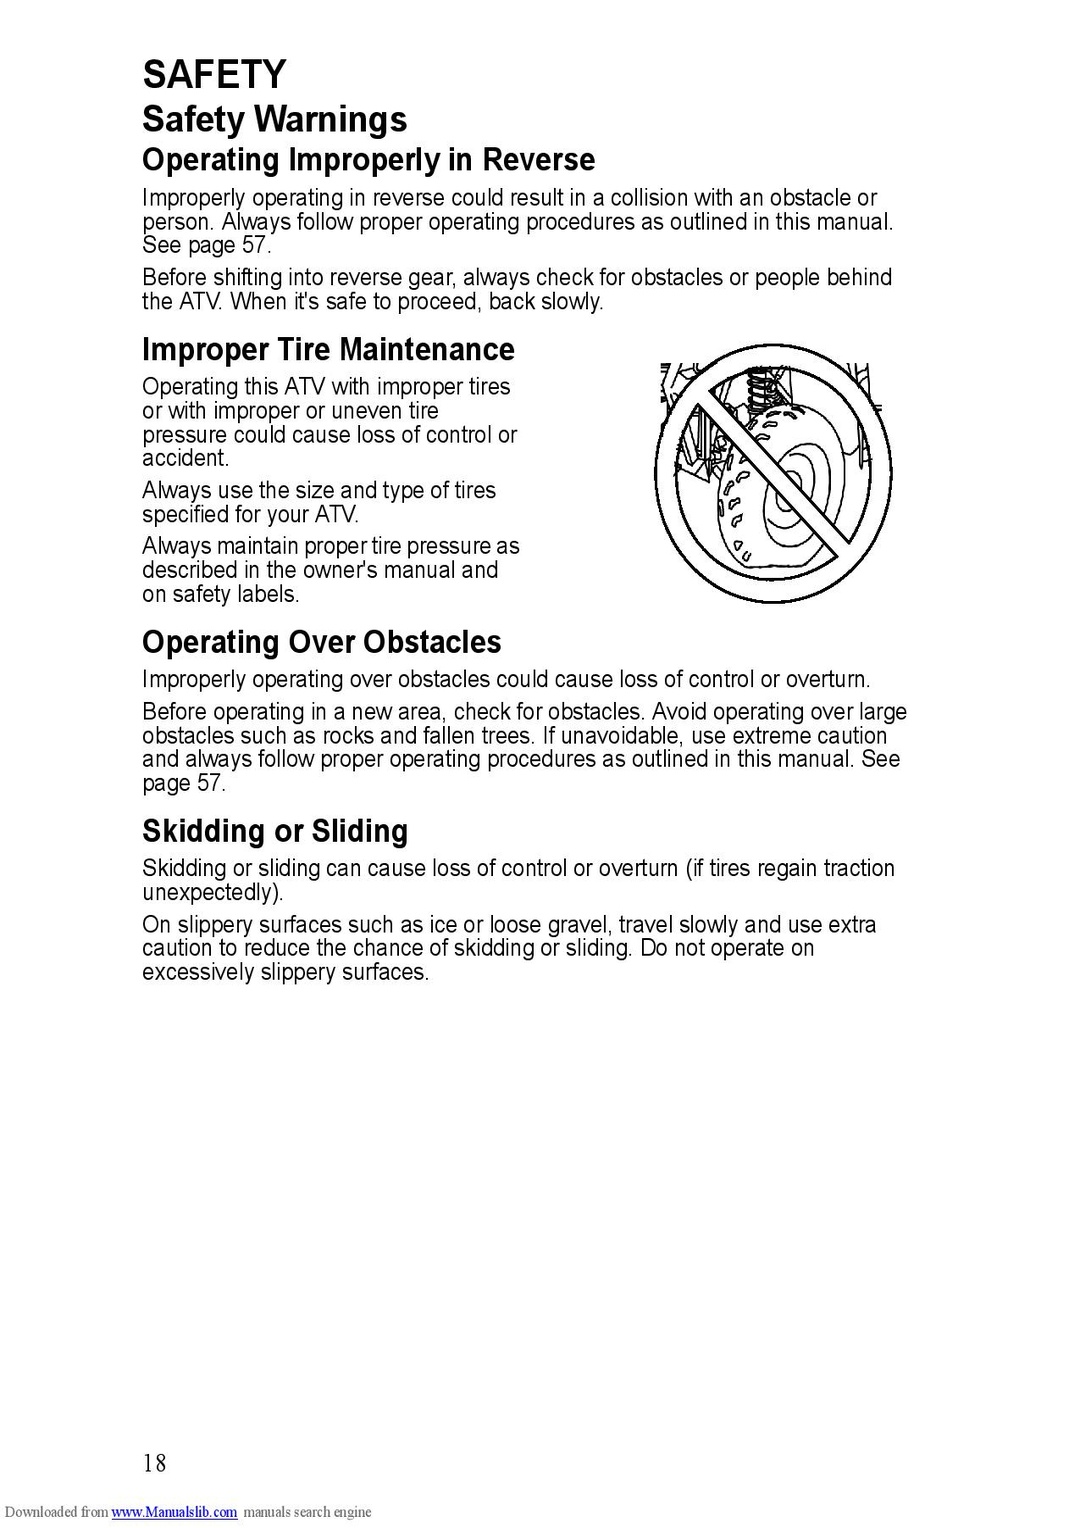 SAFETY
Safety Warnings
Operating Improperly in Reverse
Improperly operating in reverse could result in a collision with an obstacle or
person. Always follow proper operating procedures as outlined in this manual.
See page 57.
Before shifting into reverse gear, always check for obstacles or people behind
the ATV. When it's safe to proceed, back slowly.
Improper Tire Maintenance
Operating this ATV with improper tires
or with improper or uneven tire
pressure could cause loss of control or
accident.
Always use the size and type of tires
specified for your ATV.
Always maintain proper tire pressure as
described in the owner's manual and
on safety labels.
Operating Over Obstacles
Improperly operating over obstacles could cause loss of control or overturn.
Before operating in a new area, check for obstacles. Avoid operating over large
obstacles such as rocks and fallen trees. If unavoidable, use extreme caution
and always follow proper operating procedures as outlined in this manual. See
page 57.
Skidding or Sliding
Skidding or sliding can cause loss of control or overturn (if tires regain traction
unexpectedly).
On slippery surfaces such as ice or loose gravel, travel slowly and use extra
caution to reduce the chance of skidding or sliding. Do not operate on
excessively slippery surfaces.
18
Downloaded from www.Manualslib.com manuals search engine